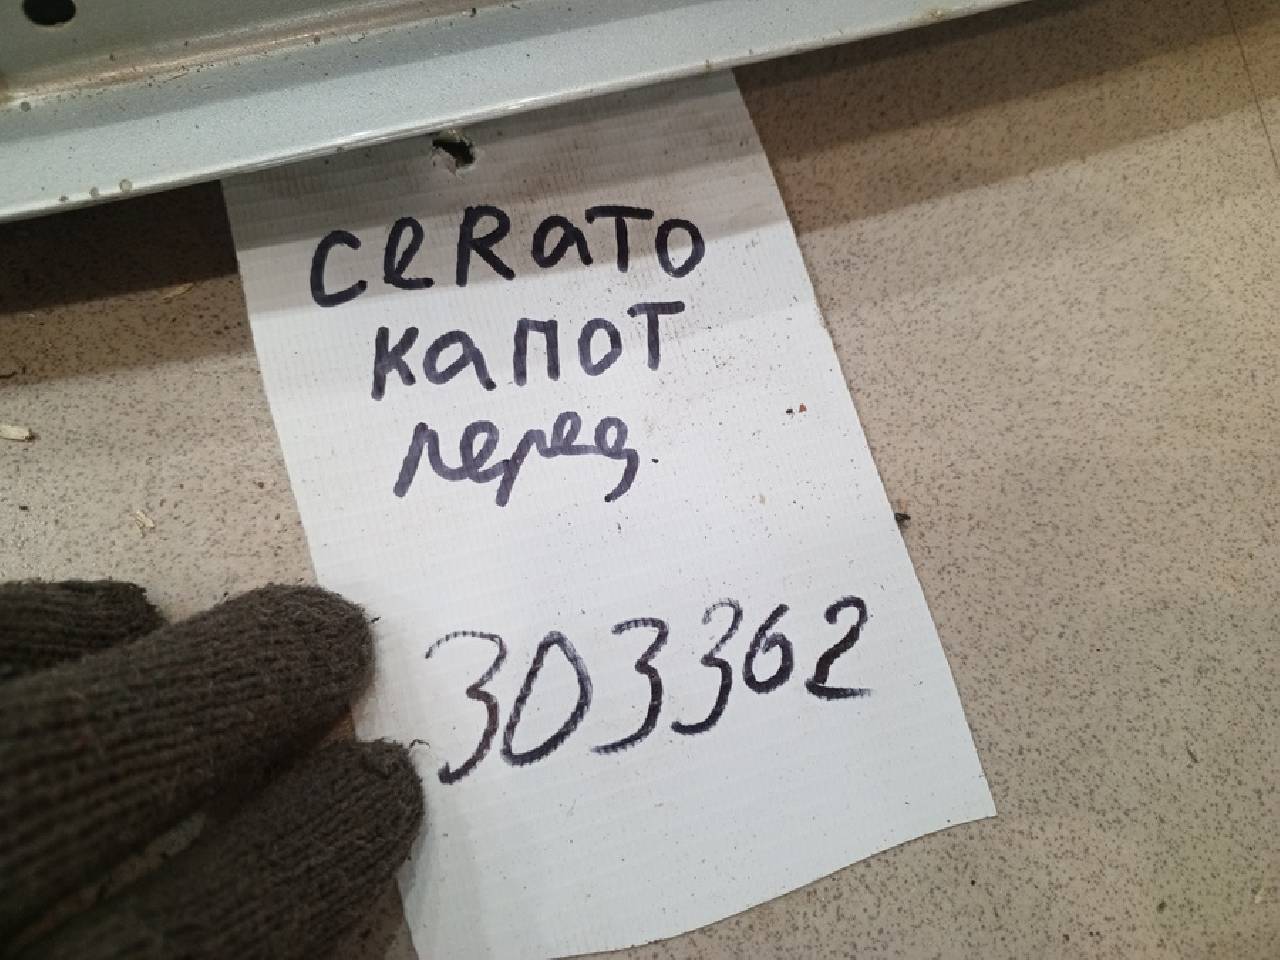 CeRaTO
капот
перед.
303362